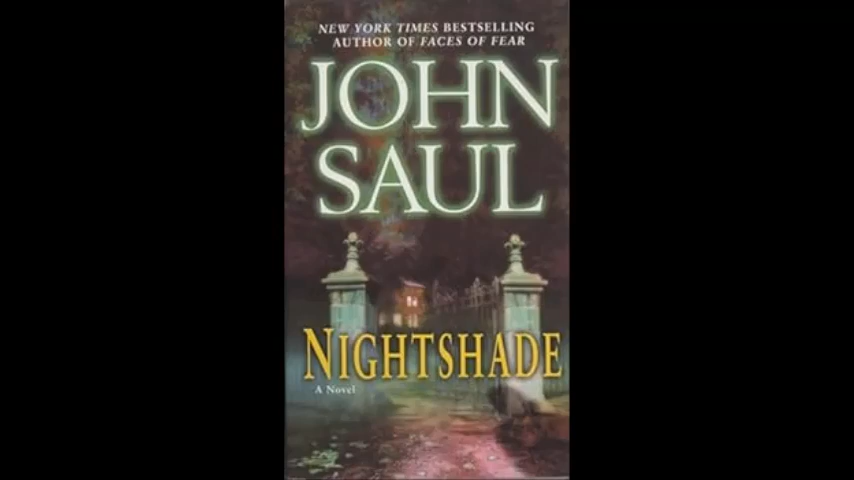 NEW YORK TIMES BESTSELLING
AUTHOR OF FACES OF FEAR
JOHN
SAUL
NIGHTSHADE
A Novel